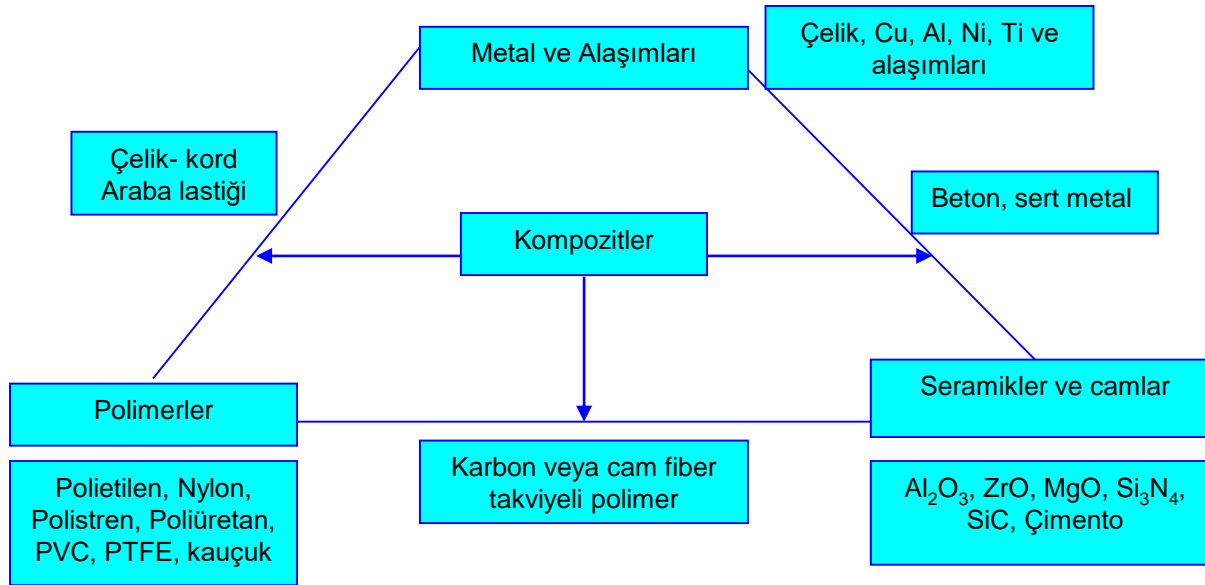 Metal ve Alaşımları
Çelik, Cu, Al, Ni, Ti ve
alaşımları
Çelik- kord
Araba lastiği
Beton, sert metal
Kompozitler
Polimerler
Seramikler ve camlar
Karbon veya cam fiber
takviyeli polimer
Polietilen, Nylon,
Polistren, Poliüretan,
PVC, PTFE, kauçuk
Al₂O₃, ZrO, MgO, Si₃N₄,
SiC, Çimento